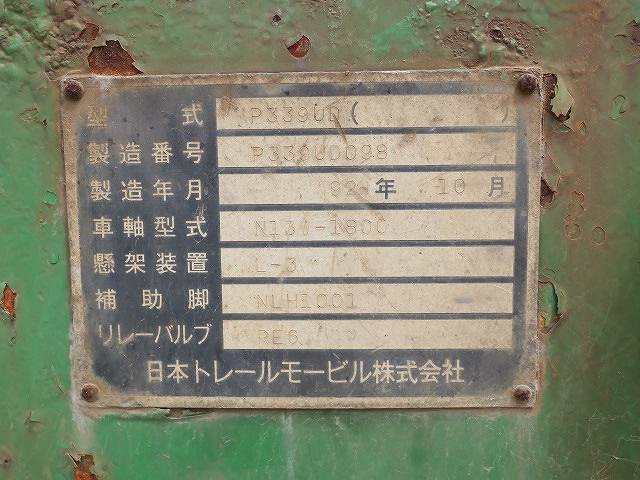 型式 P339UD( )
製造番号 P339UD098
製造年月 92年 10月
車軸型式
懸架装置 L-3
補助脚 NLH1001
リレーバルブ RE6
日本トレールモービル株式会社